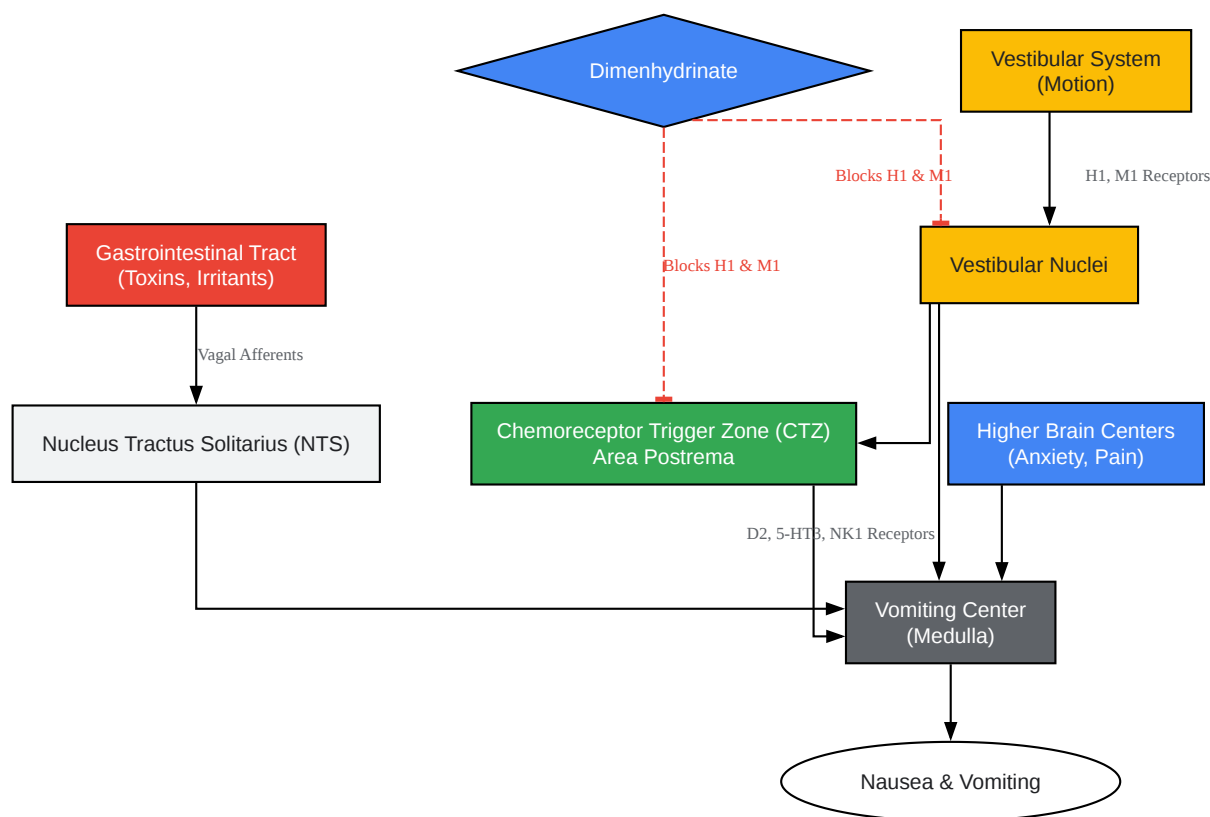 Dimenhydrinate
Vestibular System
(Motion)
Blocks H1 & M1
H1, M1 Receptors
Gastrointestinal Tract
(Toxins, Irritants)
Blocks H1 & M1
Vestibular Nuclei
Vagal Afferents
Nucleus Tractus Solitarius (NTS)
Chemoreceptor Trigger Zone (CTZ)
Area Postrema
Higher Brain Centers
(Anxiety, Pain)
D2, 5-HT3, NK1 Receptors
Vomiting Center
(Medulla)
Nausea & Vomiting